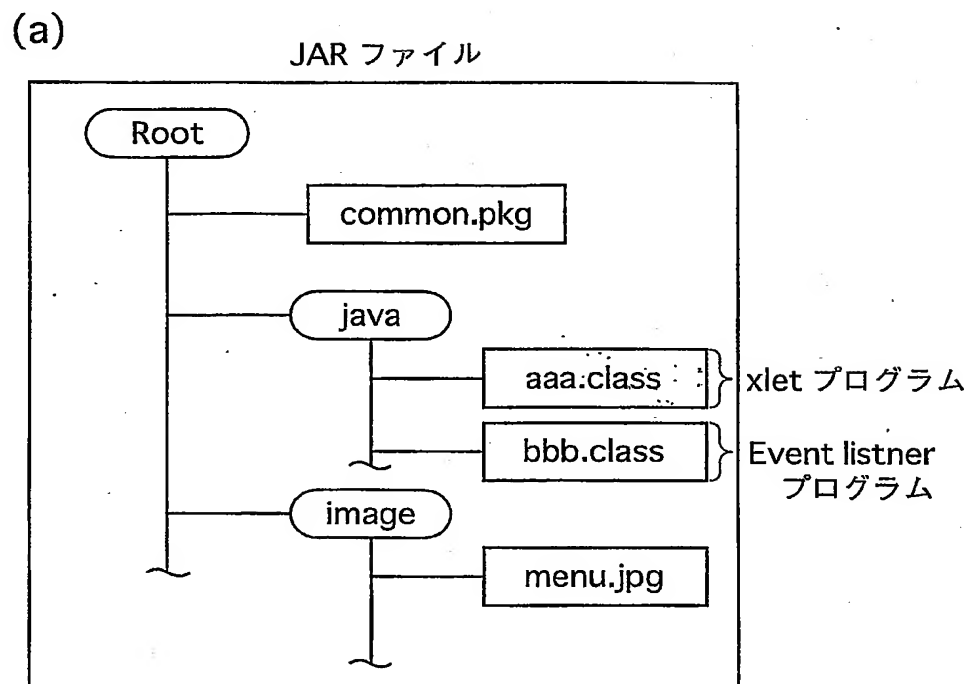 (a)
JAR ファイル
Root
common.pkg
java
aaa.class
xlet プログラム
bbb.class
Event listner
プログラム
image
menu.jpg